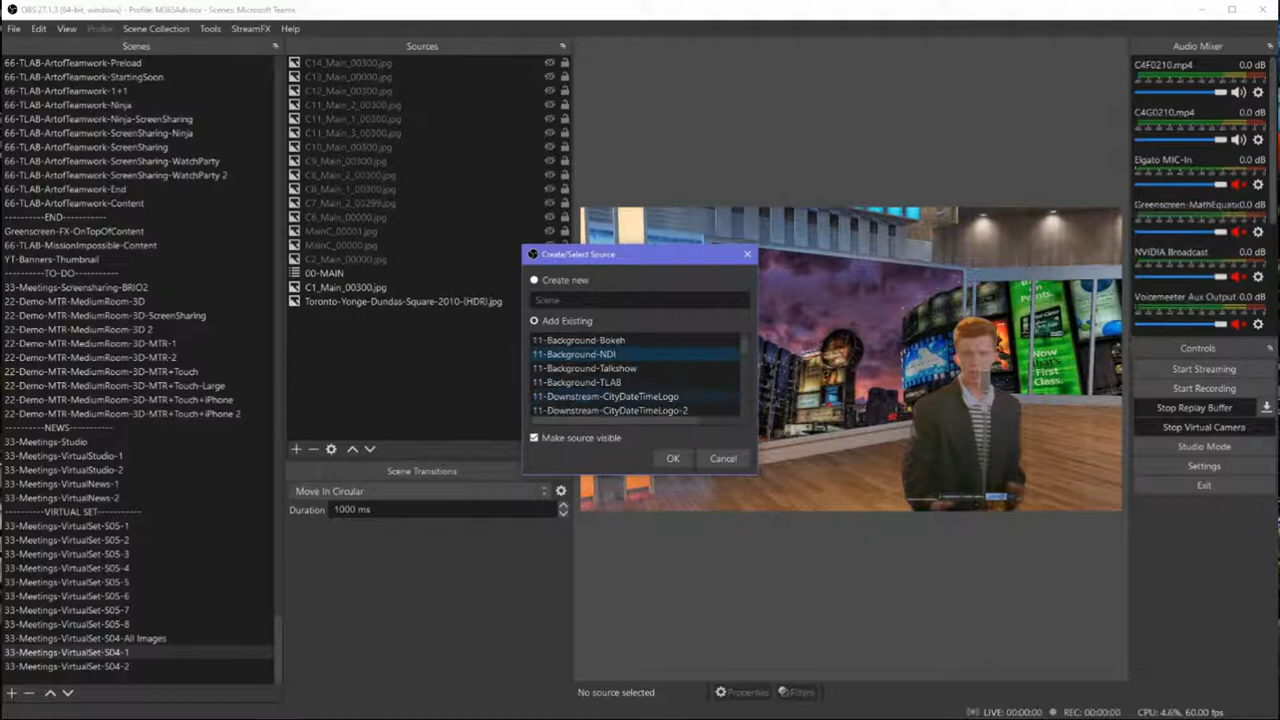 OBS 27.1.3 (64-bit, windows) - Profile: M365Advisor - Scenes: Microsoft Teams
File Edit View Profile Scene Collection Tools StreamFX Help
Scenes
66-TLAB-ArtofTeamwork-Preload
66-TLAB-ArtofTeamwork-StartingSoon
66-TLAB-ArtofTeamwork-1+1
66-TLAB-ArtofTeamwork-Ninja
66-TLAB-ArtofTeamwork-Ninja-ScreenSharing
66-TLAB-ArtofTeamwork-ScreenSharing-Ninja
66-TLAB-ArtofTeamwork-ScreenSharing
66-TLAB-ArtofTeamwork-ScreenSharing-WatchParty
66-TLAB-ArtofTeamwork-ScreenSharing-WatchParty 2
66-TLAB-ArtofTeamwork-End
66-TLAB-ArtofTeamwork-Content
----------END----------
Greenscreen-FX-OnTopOfContent
66-TLAB-MissionImpossible-Content
YT-Banners-Thumbnail
----------TO-DO----------
33-Meetings-Screensharing-BRIO2
22-Demo-MTR-MediumRoom-3D
22-Demo-MTR-MediumRoom-3D-ScreenSharing
22-Demo-MTR-MediumRoom-3D 2
22-Demo-MTR-MediumRoom-3D-MTR-1
22-Demo-MTR-MediumRoom-3D-MTR-2
22-Demo-MTR-MediumRoom-3D-MTR+Touch
22-Demo-MTR-MediumRoom-3D-MTR+Touch-Large
22-Demo-MTR-MediumRoom-3D-MTR+Touch+iPhone
22-Demo-MTR-MediumRoom-3D-MTR+Touch+iPhone 2
----------NEWS----------
33-Meetings-Studio
33-Meetings-VirtualStudio-1
33-Meetings-VirtualStudio-2
33-Meetings-VirtualNews-1
33-Meetings-VirtualNews-2
----------VIRTUAL SET----------
33-Meetings-VirtualSet-S05-1
33-Meetings-VirtualSet-S05-2
33-Meetings-VirtualSet-S05-3
33-Meetings-VirtualSet-S05-4
33-Meetings-VirtualSet-S05-5
33-Meetings-VirtualSet-S05-6
33-Meetings-VirtualSet-S05-7
33-Meetings-VirtualSet-S05-8
33-Meetings-VirtualSet-S04-All Images
33-Meetings-VirtualSet-S04-1
33-Meetings-VirtualSet-S04-2
Sources
C14_Main_00300.jpg
C13_Main_00000.jpg
C12_Main_00300.jpg
C11_Main_2_00300.jpg
C11_Main_1_00300.jpg
C11_Main_3_00300.jpg
C10_Main_00300.jpg
C9_Main_00300.jpg
C8_Main_2_00300.jpg
C8_Main_1_00300.jpg
C7_Main_2_00299.jpg
C6_Main_00000.jpg
MainC_00001.jpg
MainC_00000.jpg
C2_Main_00000.jpg
00-MAIN
C1_Main_00300.jpg
Toronto-Yonge-Dundas-Square-2010-(HDR).jpg
Scene Transitions
Move In Circular
Duration 1000 ms
Create/Select Source
Create new
Scene
Add Existing
11-Background-Bokeh
11-Background-NDI
11-Background-Talkshow
11-Background-TLAB
11-Downstream-CityDateTimeLogo
11-Downstream-CityDateTimeLogo-2
Make source visible
OK Cancel
Now
that's
First
Class.
No source selected
Properties Filters
Audio Mixer
C4F0210.mp4 0.0 dB
C4G0210.mp4 0.0 dB
Elgato MIC-In 0.0 dB
Greenscreen-MathEquati 0.0 dB
NVIDIA Broadcast 0.0 dB
Voicemeeter Aux Output 0.0 dB
Controls
Start Streaming
Start Recording
Stop Replay Buffer
Stop Virtual Camera
Studio Mode
Settings
Exit
LIVE: 00:00:00 REC: 00:00:00 CPU: 4.6%, 60.00 fps